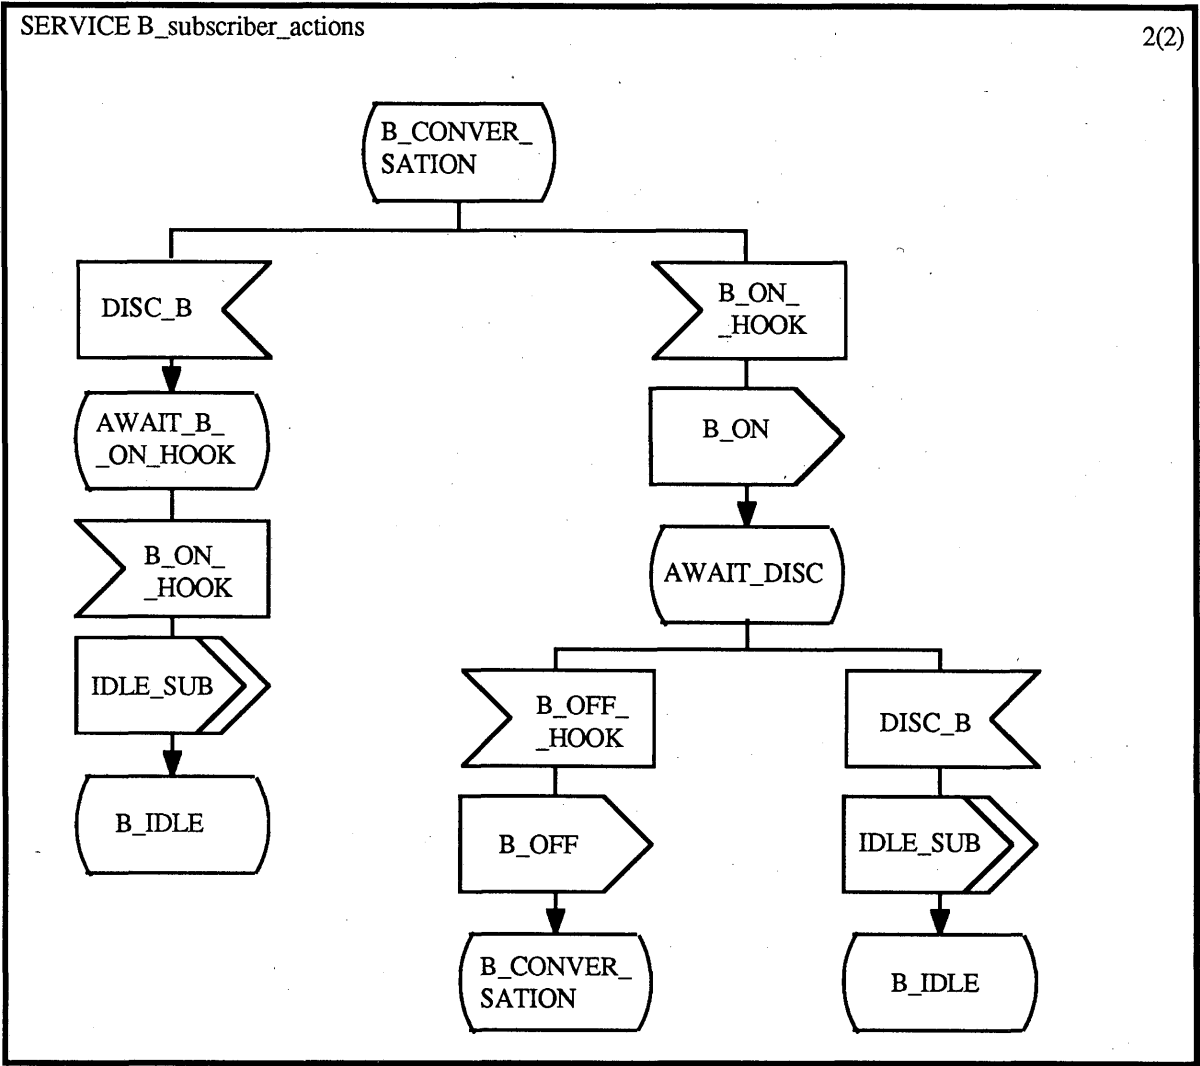 SERVICE B_subscriber_actions
2(2)
B_CONVER_
SATION
DISC_B
B_ON_
_HOOK
AWAIT_B_
_ON_HOOK
B_ON
B_ON_
_HOOK
AWAIT_DISC
IDLE_SUB
B_OFF_
_HOOK
DISC_B
B_IDLE
B_OFF
IDLE_SUB
B_CONVER_
SATION
B_IDLE